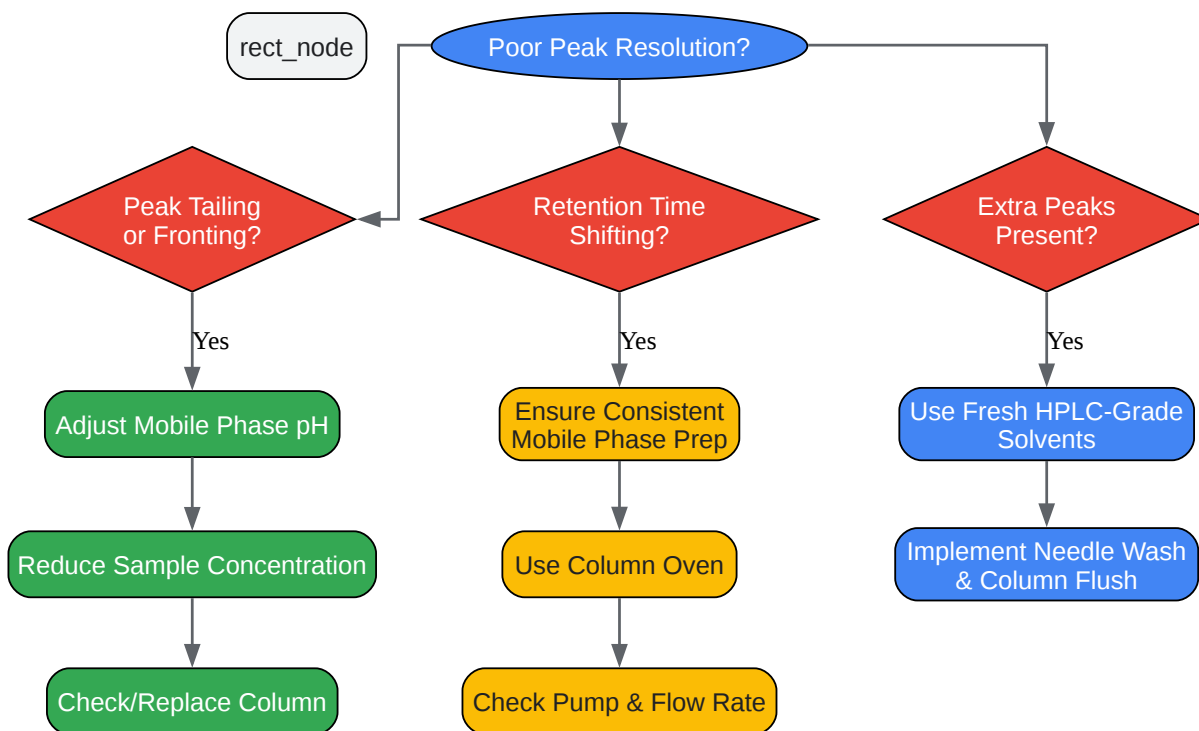 rect_node
Poor Peak Resolution?
Peak Tailing
or Fronting?
Retention Time
Shifting?
Extra Peaks
Present?
Yes
Yes
Yes
Adjust Mobile Phase pH
Ensure Consistent
Mobile Phase Prep
Use Fresh HPLC-Grade
Solvents
Reduce Sample Concentration
Use Column Oven
Implement Needle Wash
& Column Flush
Check/Replace Column
Check Pump & Flow Rate